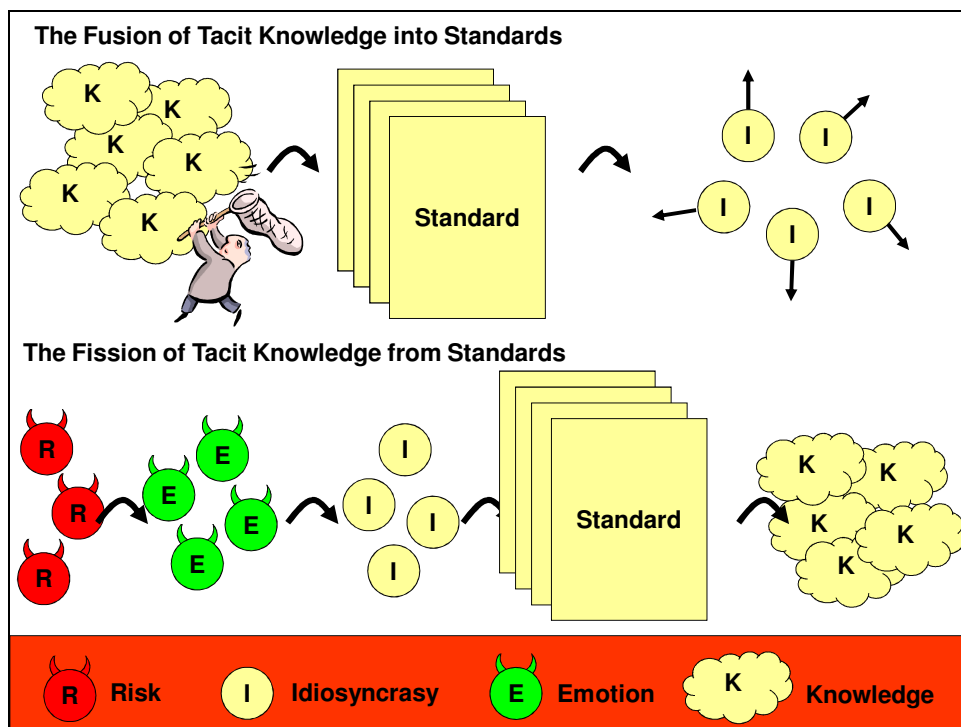 The Fusion of Tacit Knowledge into Standards
K
K
K
K
K
K
Standard
I
I
I
I
I
The Fission of Tacit Knowledge from Standards
R
R
R
E
E
E
E
I
I
I
I
Standard
K
K
K
K
K
R Risk
I Idiosyncrasy
E Emotion
K Knowledge